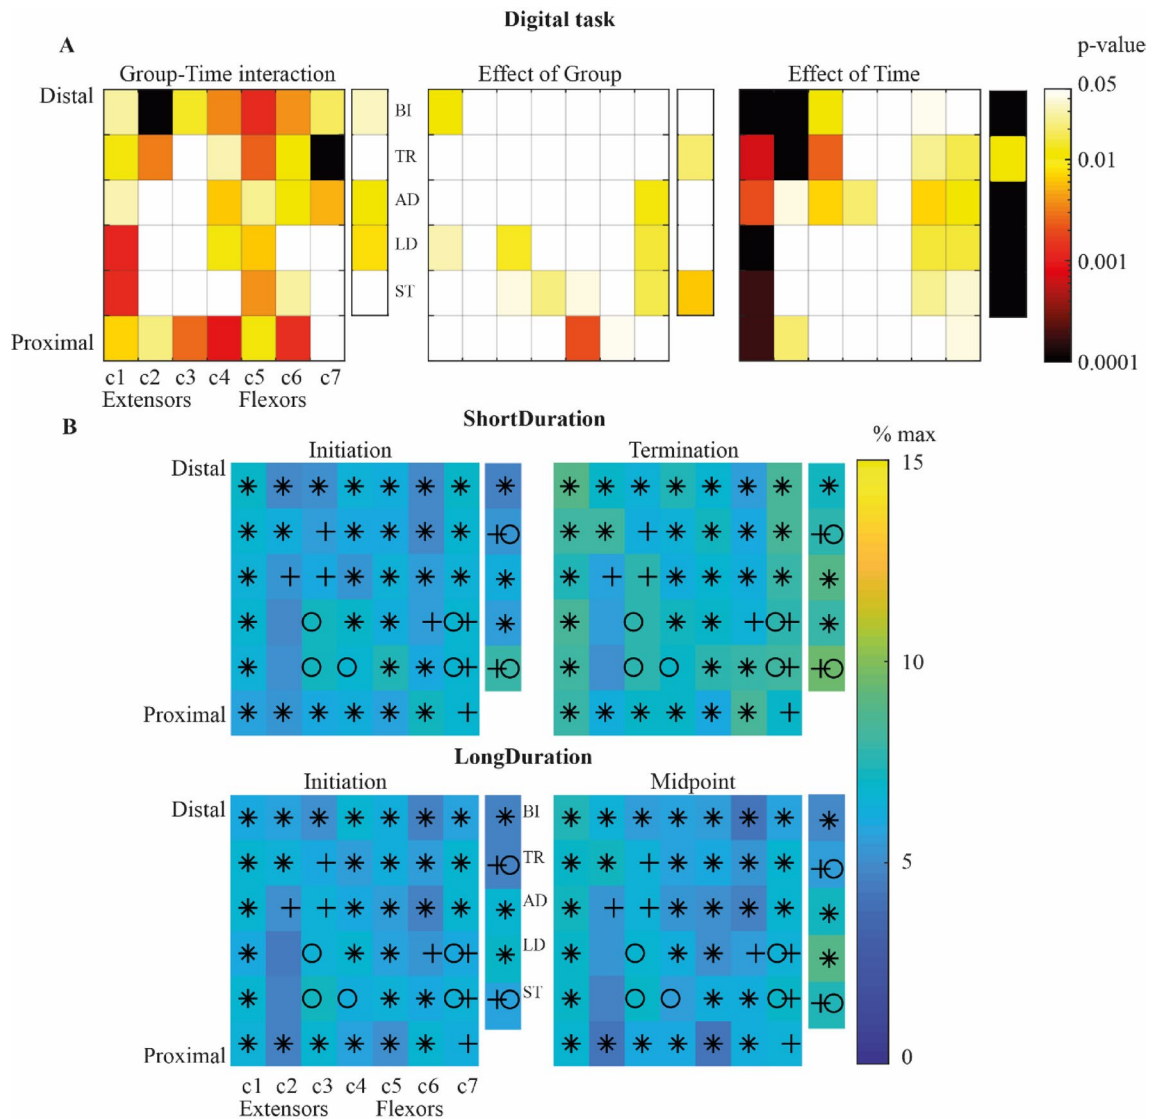 Digital task
A
p-value
Group-Time interaction
Effect of Group
Effect of Time
Distal
BI
TR
AD
LD
ST
Proximal
0.05
0.01
0.001
0.0001
c1 c2 c3 c4 c5 c6 c7
Extensors Flexors
B
ShortDuration
% max
Initiation
Termination
Distal
Proximal
15
10
5
0
LongDuration
Initiation
Midpoint
Distal
BI
TR
AD
LD
ST
Proximal
c1 c2 c3 c4 c5 c6 c7
Extensors Flexors